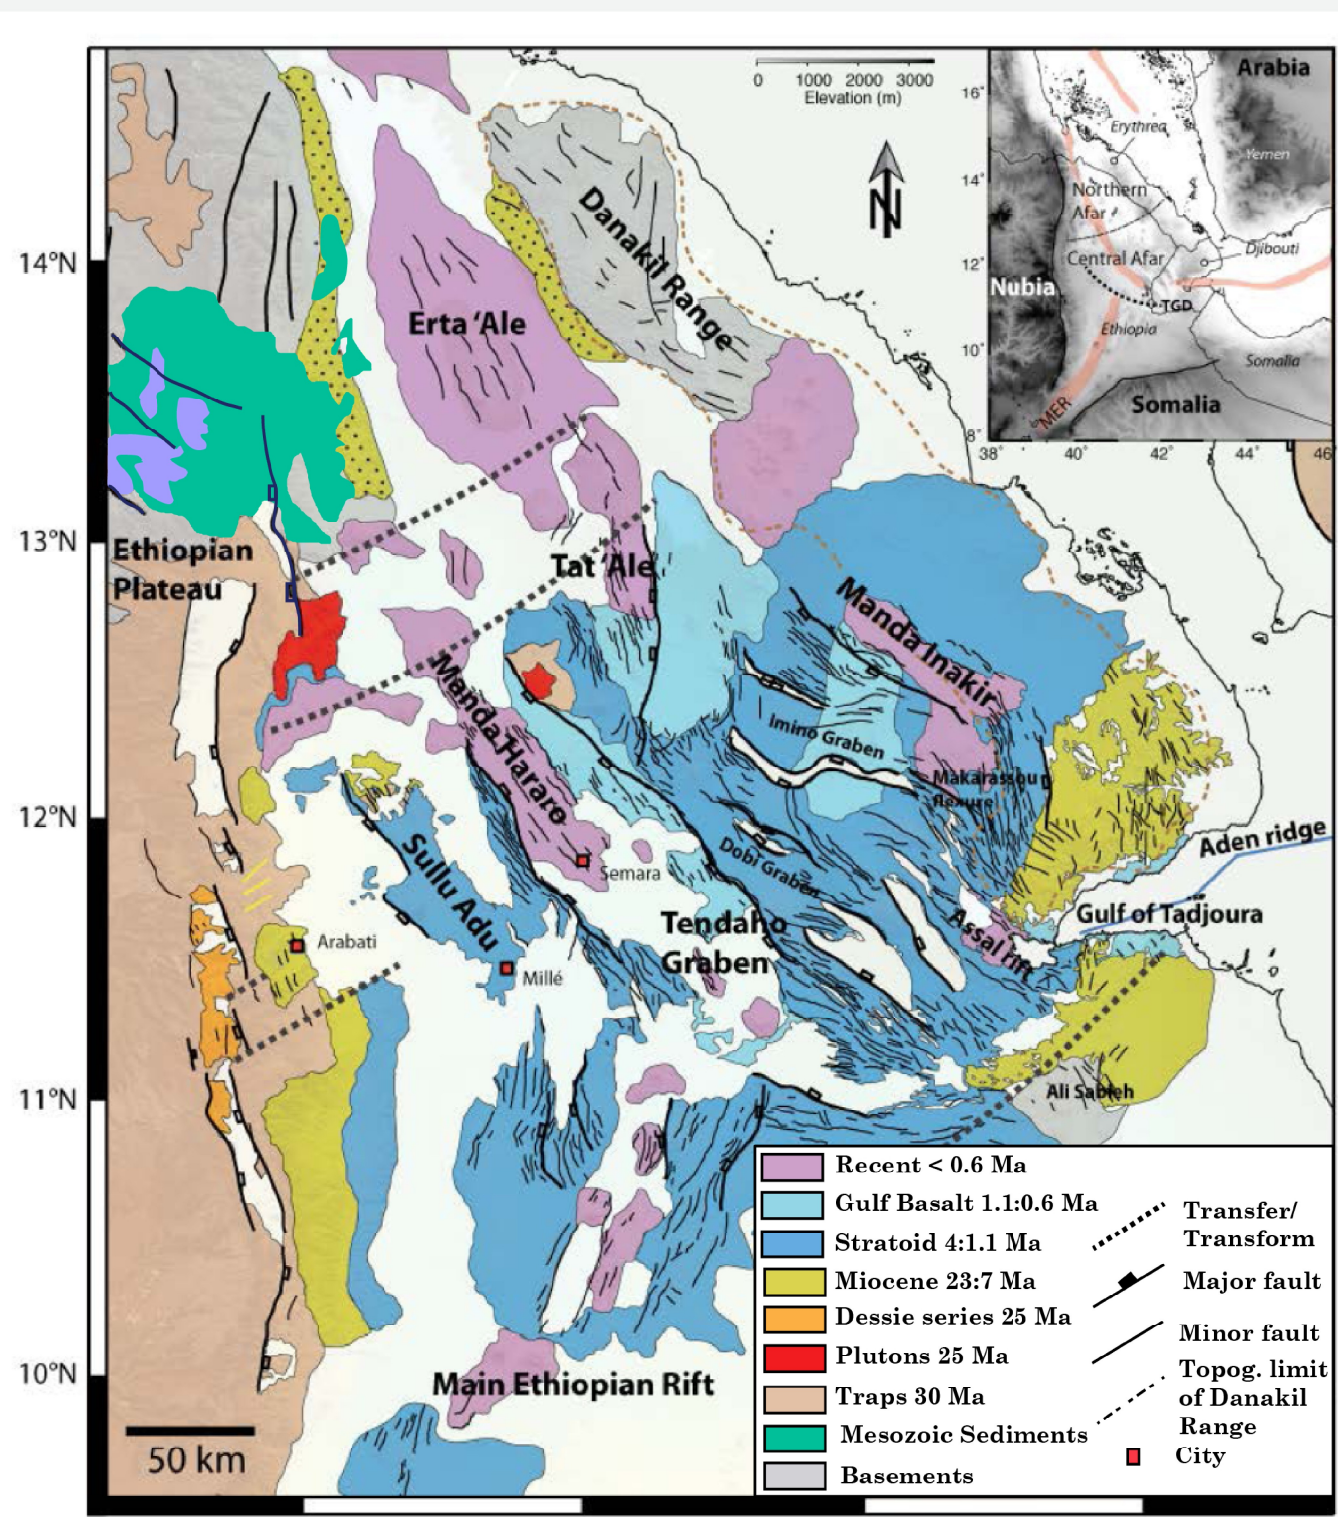 0 1000 2000 3000
Elevation (m)
N
Arabia
16°
Erythrea
Yemen
14°
Northern
Afar
Central Afar
Djibouti
12°
Nubia
TGD
Ethiopia
10°
Somalia
MER
Somalia
8°
38° 40° 42° 44° 46
14°N
13°N
12°N
11°N
10°N
Danakil Range
Erta ‘Ale
Ethiopian
Plateau
Tat ‘Ale
Manda Inakir
Manda Hararo
Imino Graben
Makarassou
flexure
Dobi Graben
Sullu Adu
Semara
Aden ridge
Gulf of Tadjoura
Assal rift
Tendaho
Graben
Arabati
Millé
Ali Sabieh
Main Ethiopian Rift
50 km
Recent < 0.6 Ma
Gulf Basalt 1.1:0.6 Ma
Stratoid 4:1.1 Ma
Miocene 23:7 Ma
Dessie series 25 Ma
Plutons 25 Ma
Traps 30 Ma
Mesozoic Sediments
Basements
Transfer/
Transform
Major fault
Minor fault
Topog. limit
of Danakil
Range
City